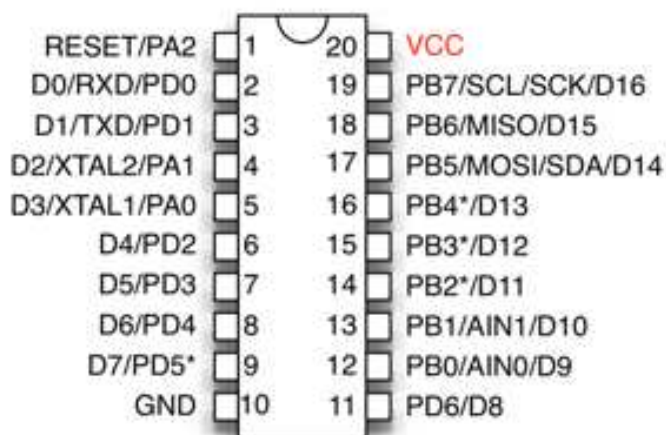 RESET/PA2 1 20 VCC
D0/RXD/PD0 2 19 PB7/SCL/SCK/D16
D1/TXD/PD1 3 18 PB6/MISO/D15
D2/XTAL2/PA1 4 17 PB5/MOSI/SDA/D14
D3/XTAL1/PA0 5 16 PB4*/D13
D4/PD2 6 15 PB3*/D12
D5/PD3 7 14 PB2*/D11
D6/PD4 8 13 PB1/AIN1/D10
D7/PD5* 9 12 PB0/AIN0/D9
GND 10 11 PD6/D8